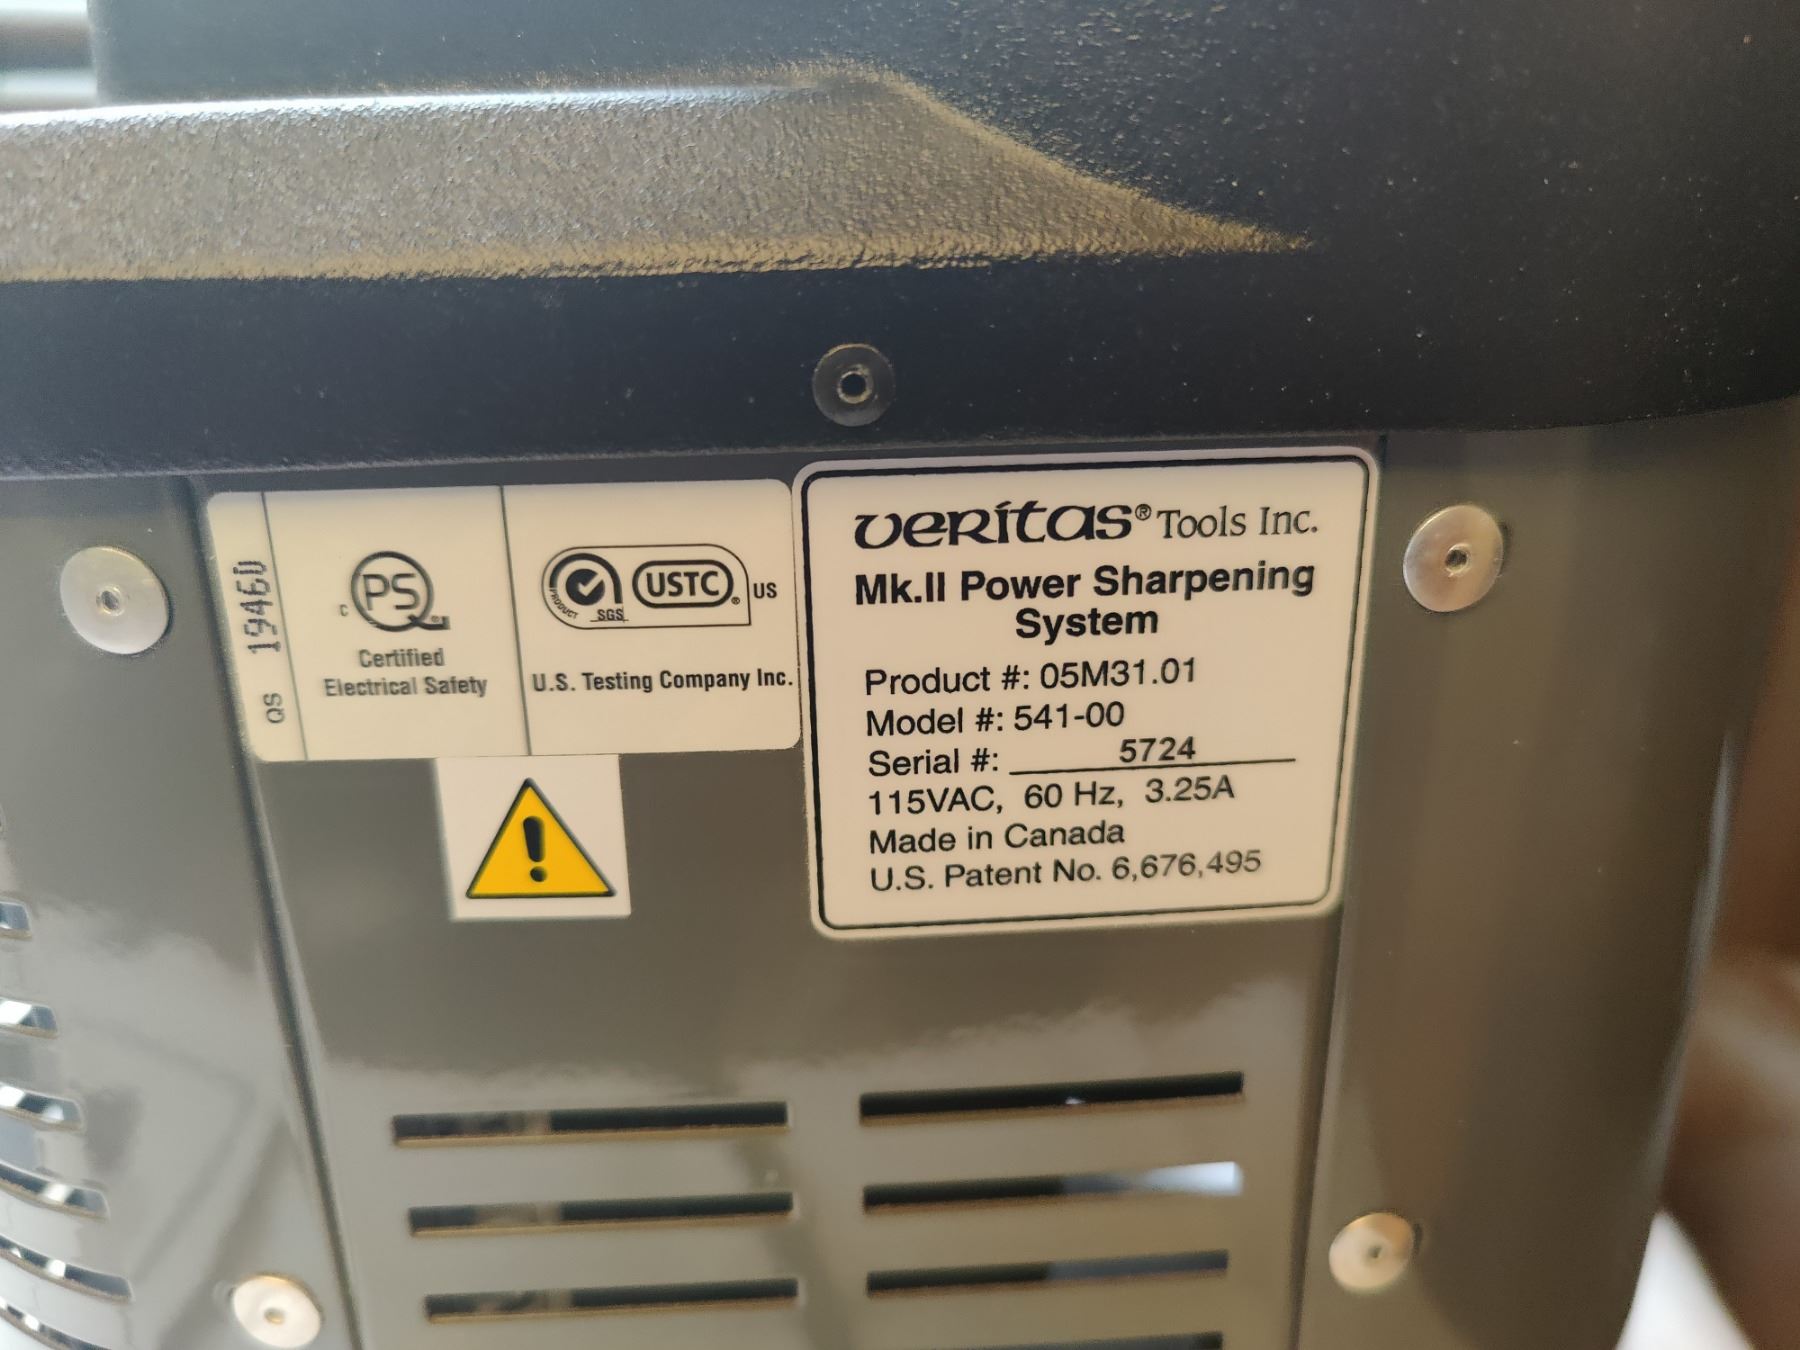 QS 19460
c PS Q®
Certified
Electrical Safety
PRODUCT
SGS
USTC® US
U.S. Testing Company Inc.
!
veritas® Tools Inc.
Mk.II Power Sharpening
System
Product #: 05M31.01
Model #: 541-00
Serial #: 5724
115VAC, 60 Hz, 3.25A
Made in Canada
U.S. Patent No. 6,676,495